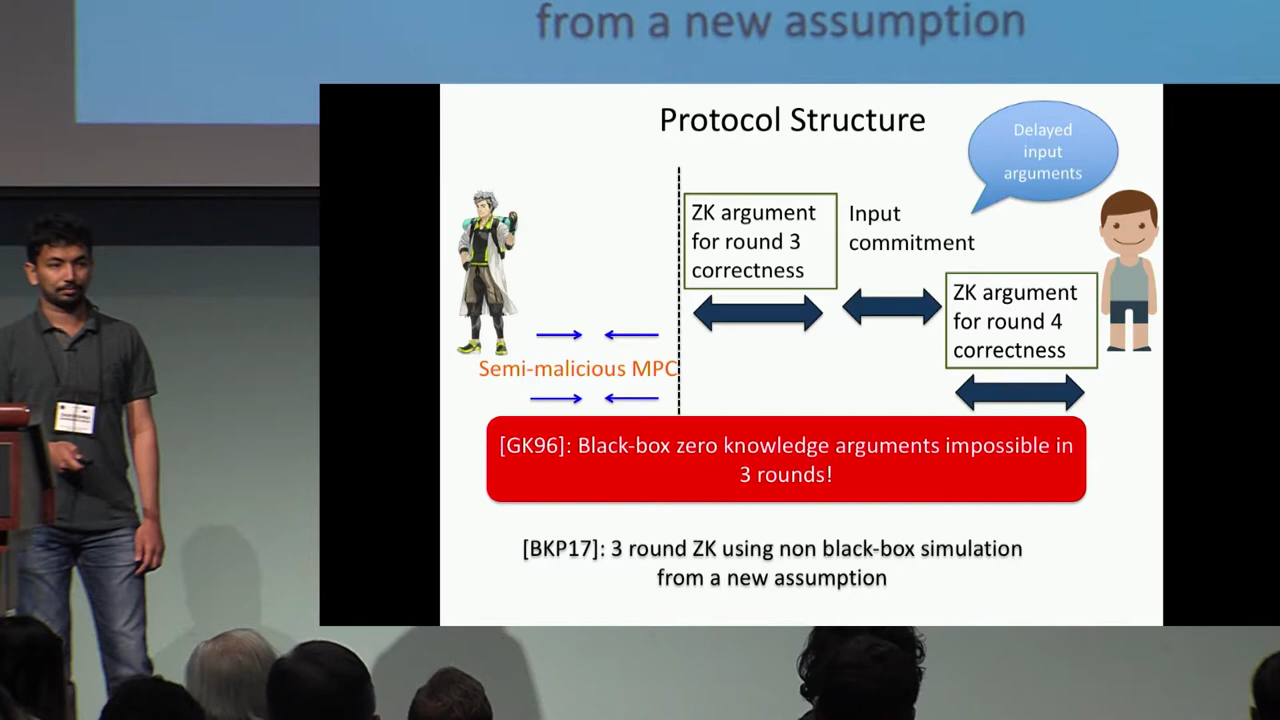 from a new assumption
Protocol Structure
Delayed
input
arguments
ZK argument
for round 3
correctness
Input
commitment
ZK argument
for round 4
correctness
Semi-malicious MPC
[GK96]: Black-box zero knowledge arguments impossible in
3 rounds!
[BKP17]: 3 round ZK using non black-box simulation
from a new assumption